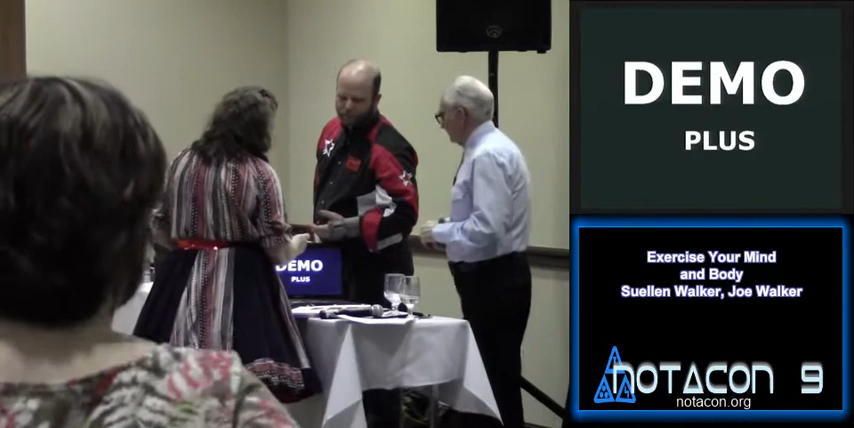 DEMO
PLUS
DEMO
PLUS
Exercise Your Mind
and Body
Suellen Walker, Joe Walker
NOTACON 9
notacon.org